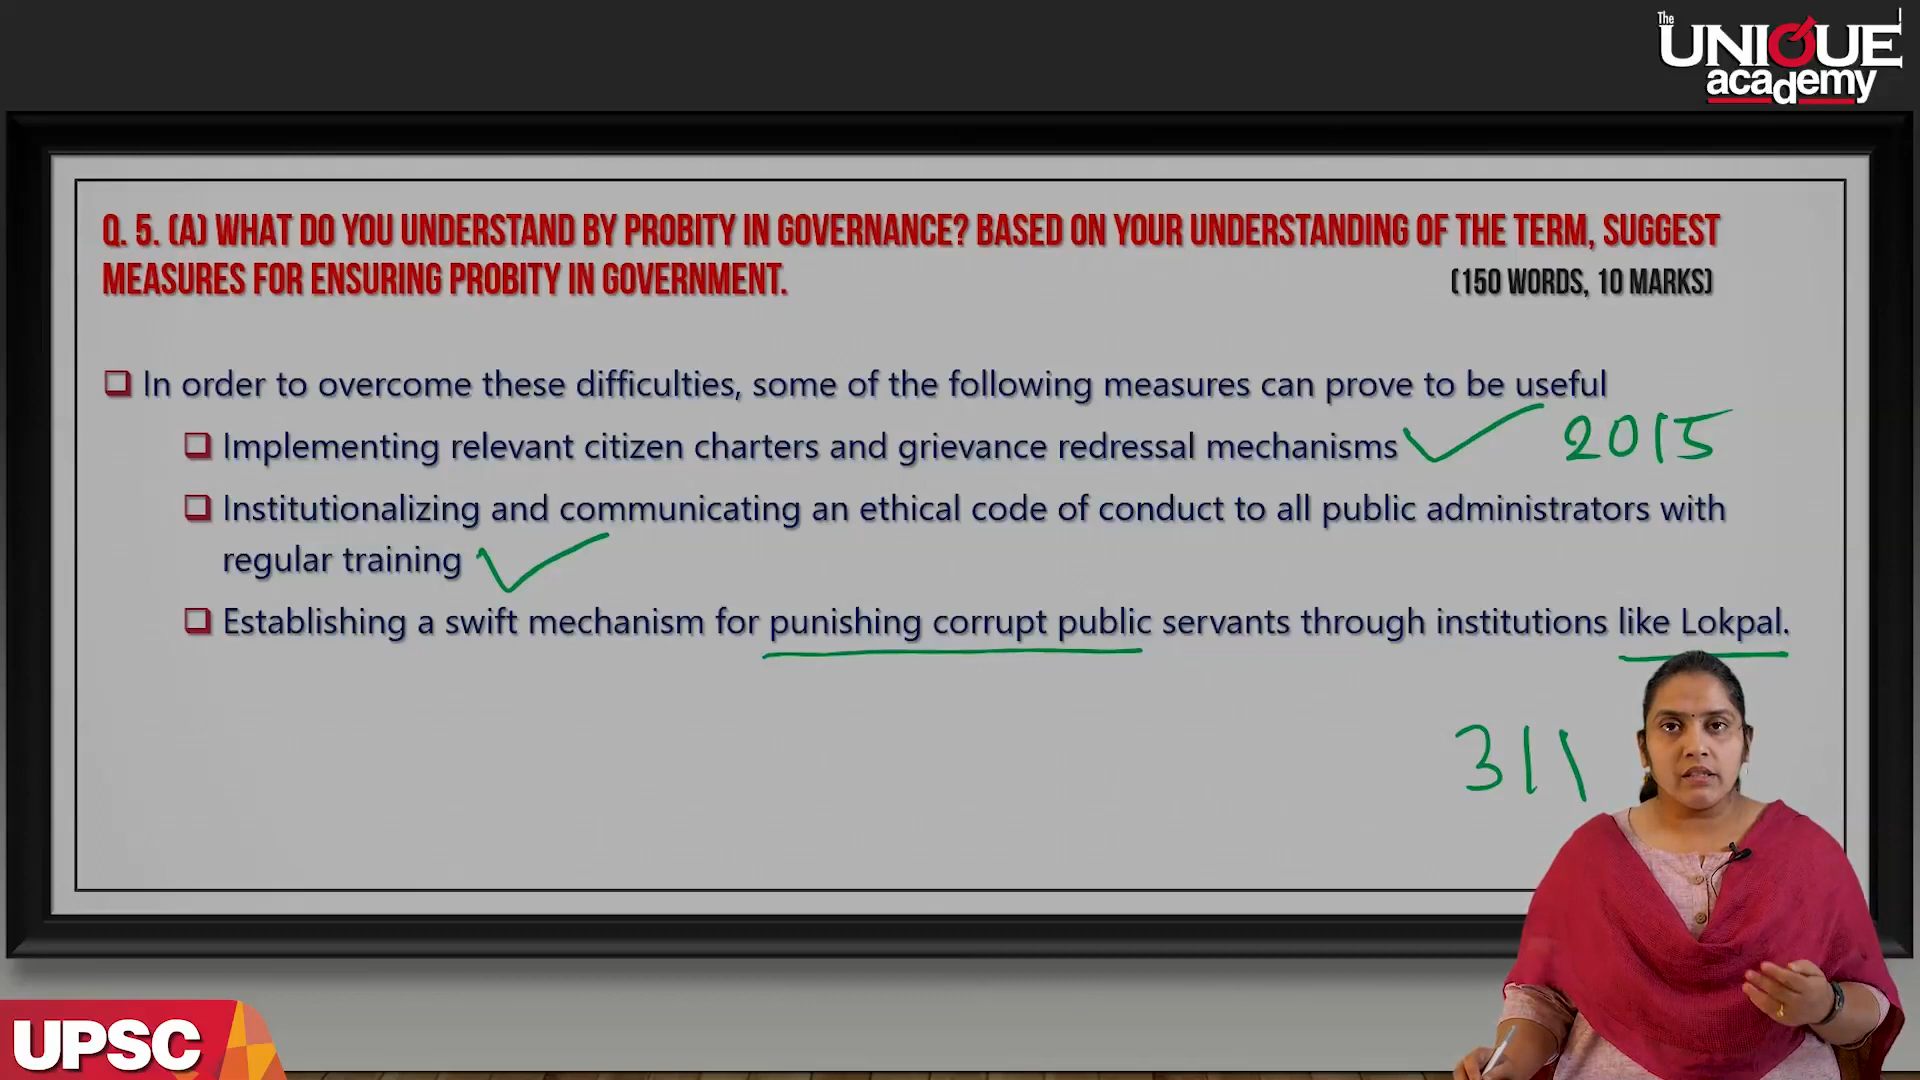 The
UNIQUE
academy
Q. 5. (A) WHAT DO YOU UNDERSTAND BY PROBITY IN GOVERNANCE? BASED ON YOUR UNDERSTANDING OF THE TERM, SUGGEST
MEASURES FOR ENSURING PROBITY IN GOVERNMENT. (150 WORDS, 10 MARKS)
In order to overcome these difficulties, some of the following measures can prove to be useful
Implementing relevant citizen charters and grievance redressal mechanisms 2015
Institutionalizing and communicating an ethical code of conduct to all public administrators with
regular training
Establishing a swift mechanism for punishing corrupt public servants through institutions like Lokpal.
311
UPSC